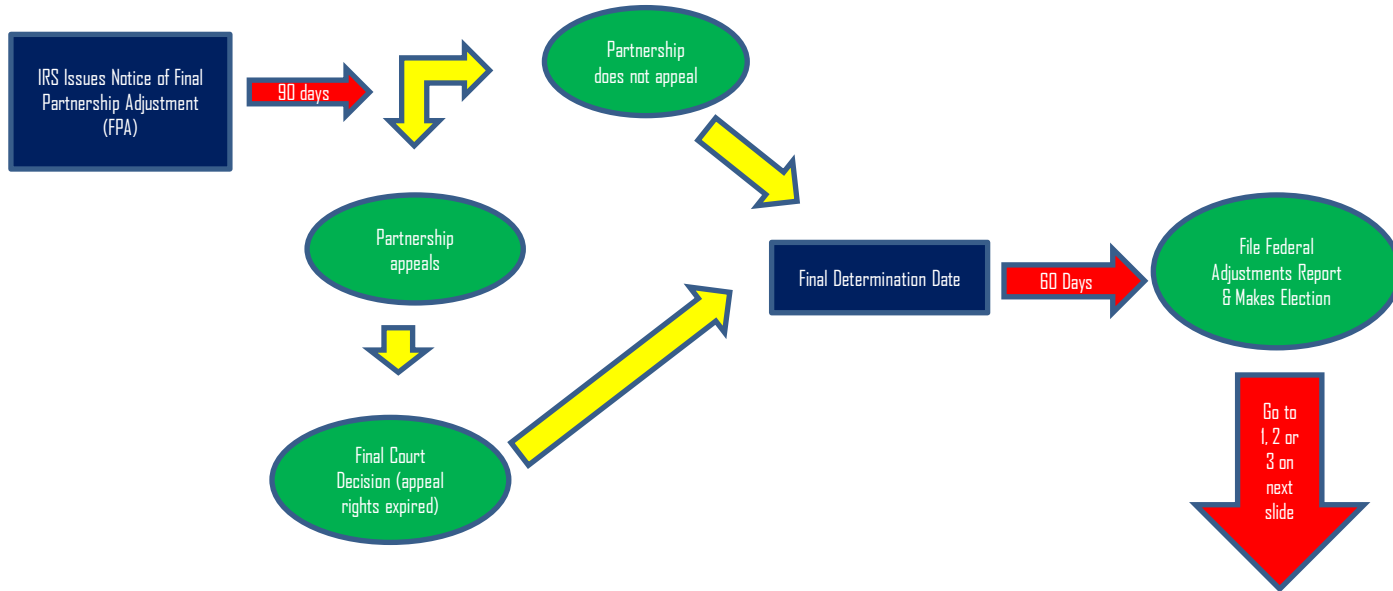 IRS Issues Notice of Final
Partnership Adjustment
(FPA)
90 days
Partnership
does not appeal
Partnership
appeals
Final Court
Decision (appeal
rights expired)
Final Determination Date
60 Days
File Federal
Adjustments Report
& Makes Election
Go to
1, 2 or
3 on
next
slide